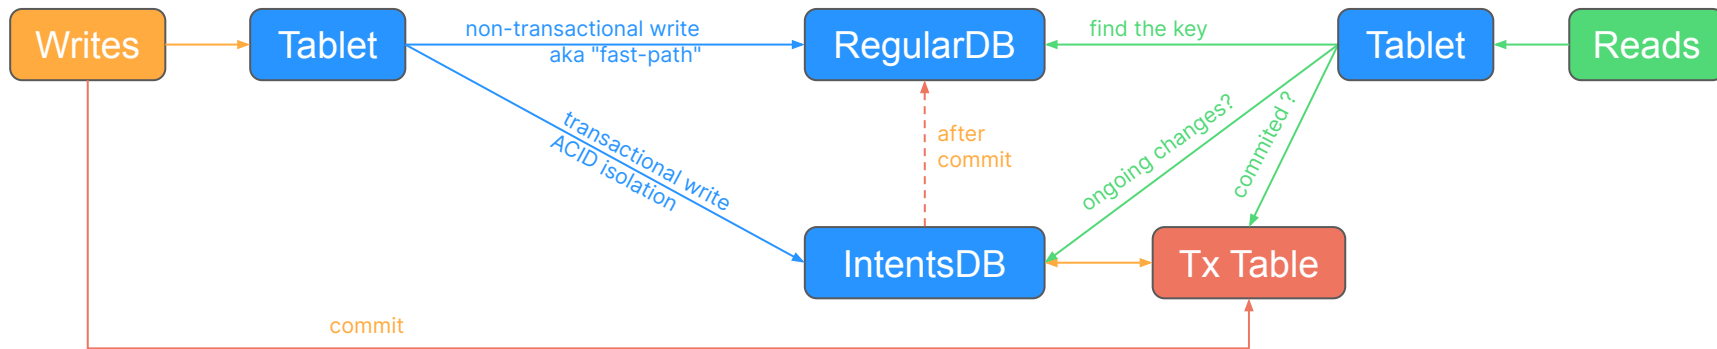 Writes
Tablet
non-transactional write
aka "fast-path"
RegularDB
find the key
Tablet
Reads
transactional write
ACID isolation
after
commit
ongoing changes?
commited ?
IntentsDB
Tx Table
commit